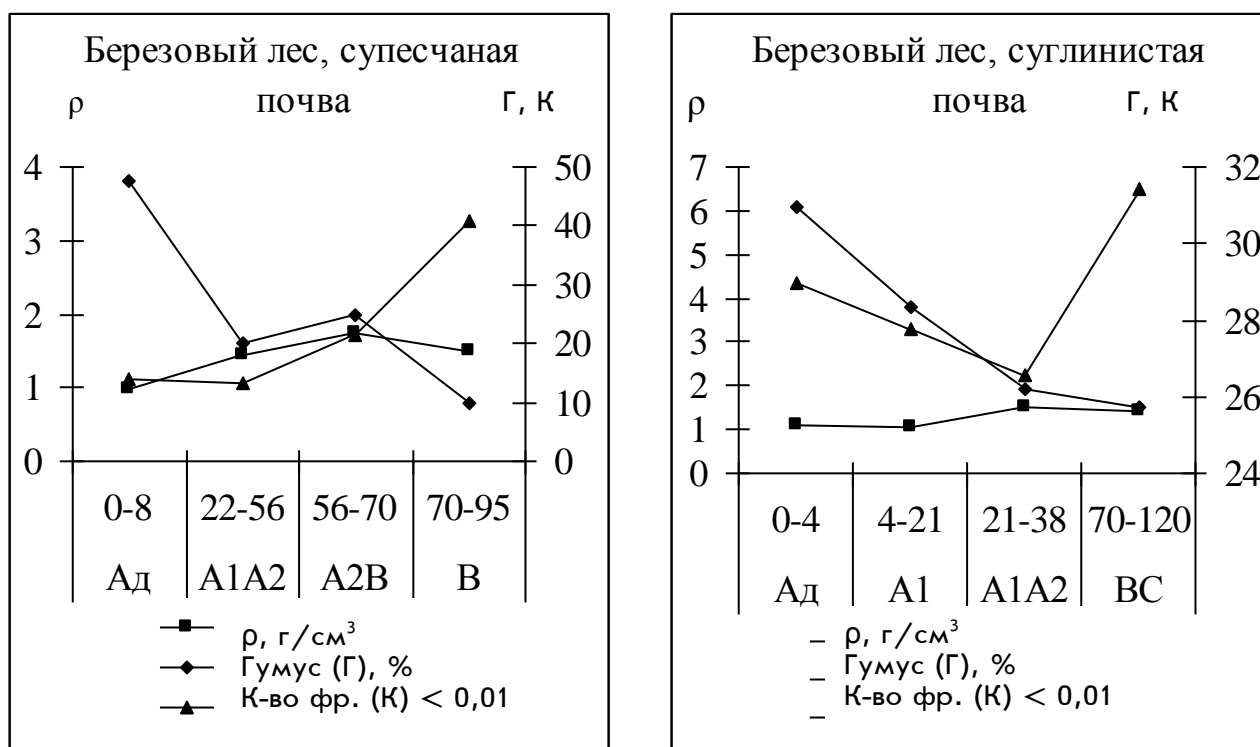 Березовый лес, супесчаная
почва
ρ
Г, К
4
3
2
1
0
50
40
30
20
10
0
0-8 22-56 56-70 70-95
Ад А1А2 А2В В
ρ, г/см³
Гумус (Г), %
К-во фр. (К) < 0,01
Березовый лес, суглинистая
почва
ρ
Г, К
7
6
5
4
3
2
1
0
32
30
28
26
24
0-4 4-21 21-38 70-120
Ад А1 А1А2 ВС
ρ, г/см³
Гумус (Г), %
К-во фр. (К) < 0,01